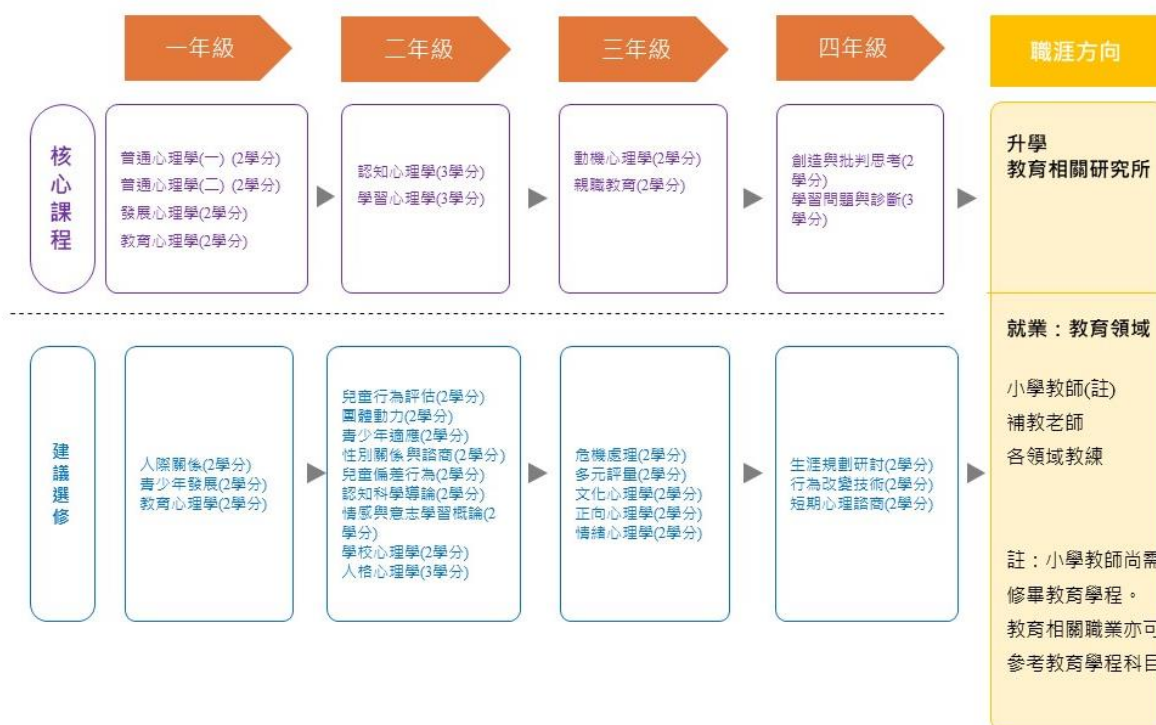 一年級
二年級
三年級
四年級
職涯方向
核心課程
普通心理學(一) (2學分)
普通心理學(二) (2學分)
發展心理學(2學分)
教育心理學(2學分)
認知心理學(3學分)
學習心理學(3學分)
動機心理學(2學分)
親職教育(2學分)
創造與批判思考(2
學分)
學習問題與診斷(3
學分)
升學
教育相關研究所
建議選修
人際關係(2學分)
青少年發展(2學分)
教育心理學(2學分)
兒童行為評估(2學分)
團體動力(2學分)
青少年適應(2學分)
性別關係與諮商(2學分)
兒童偏差行為(2學分)
認知科學導論(2學分)
情感與意志學習概論(2
學分)
學校心理學(2學分)
人格心理學(3學分)
危機處理(2學分)
多元評量(2學分)
文化心理學(2學分)
正向心理學(2學分)
情緒心理學(2學分)
生涯規劃研討(2學分)
行為改變技術(2學分)
短期心理諮商(2學分)
就業：教育領域
小學教師(註)
補教老師
各領域教練
註：小學教師尚需
修畢教育學程。
教育相關職業亦可
參考教育學程科目